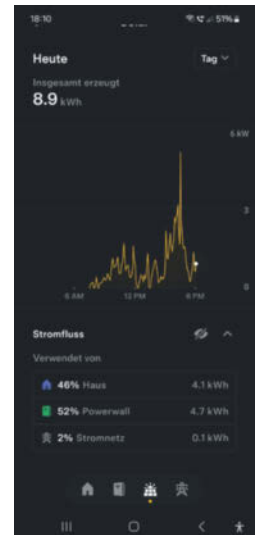 18:10
51%
Heute
Tag
Insgesamt erzeugt
8.9 kWh
6 kW
3
0
6 AM
12 PM
6 PM
Stromfluss
Verwendet von
46% Haus
4.1 kWh
52% Powerwall
4.7 kWh
2% Stromnetz
0.1 kWh